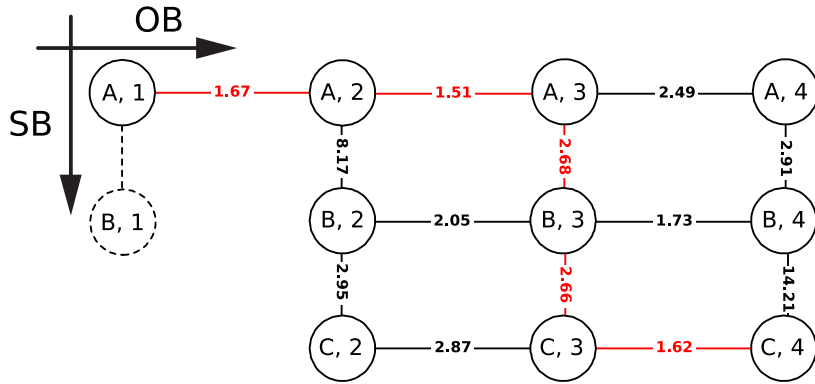 OB
SB
A, 1
1.67
A, 2
1.51
A, 3
2.49
A, 4
8.17
2.68
2.91
B, 1
B, 2
2.05
B, 3
1.73
B, 4
2.95
2.66
14.21
C, 2
2.87
C, 3
1.62
C, 4